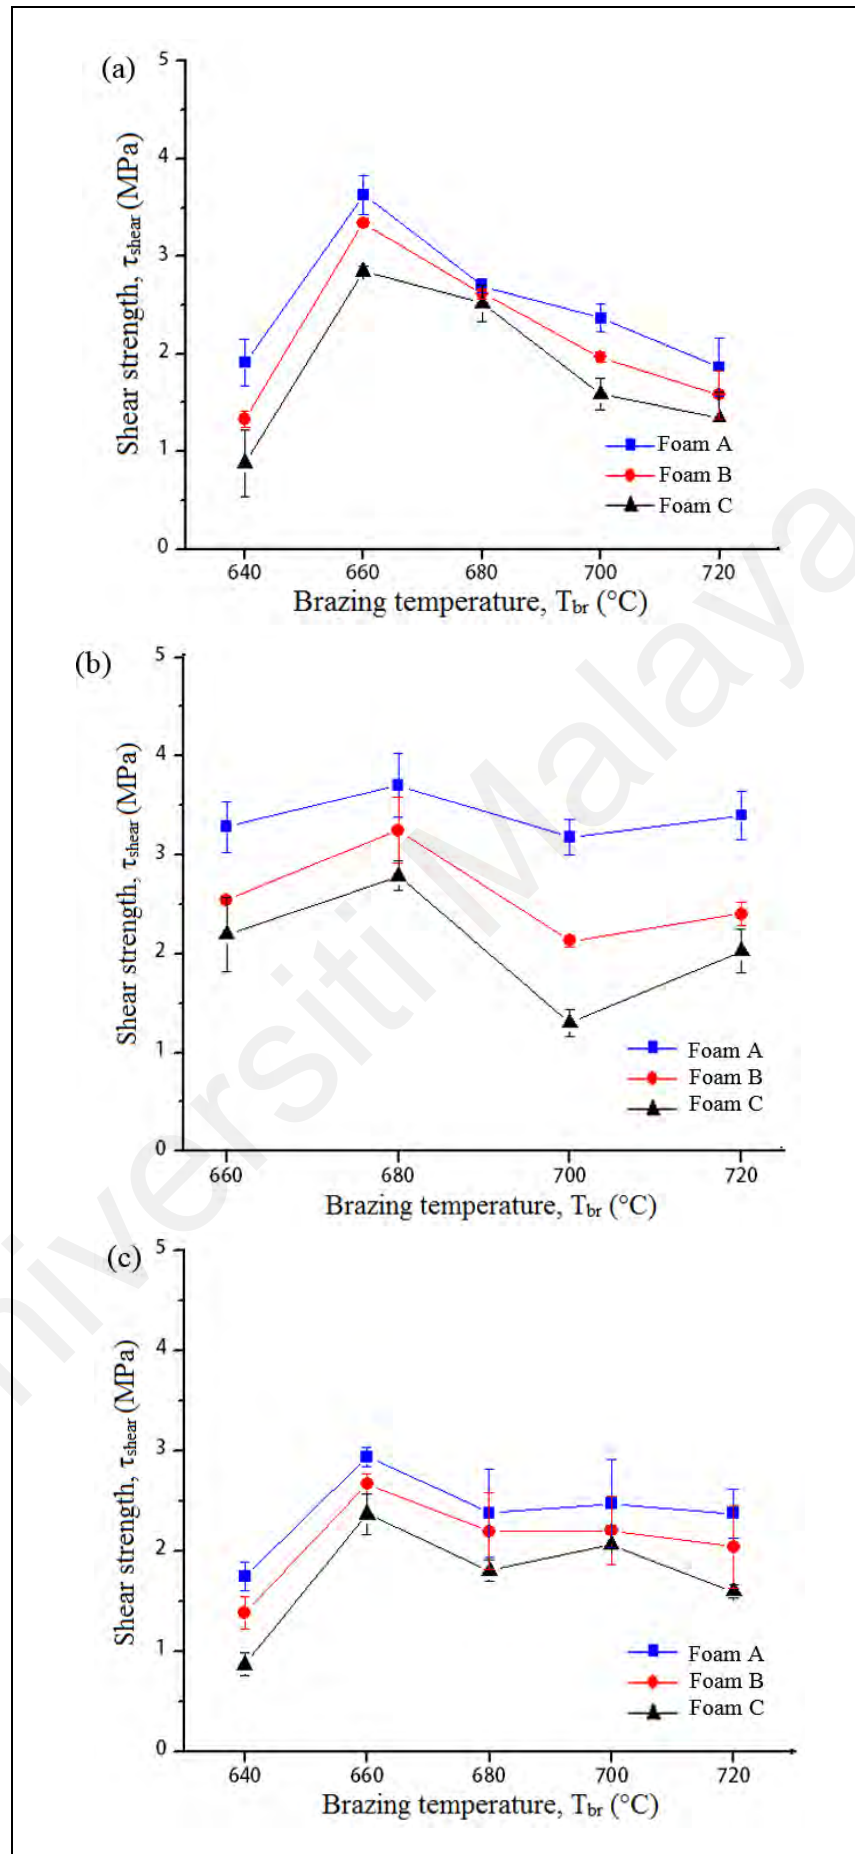 (a)
5
4
3
2
1
0
Shear strength, τshear (MPa)
Foam A
Foam B
Foam C
640 660 680 700 720
Brazing temperature, Tbr (°C)
(b)
5
4
3
2
1
0
Shear strength, τshear (MPa)
Foam A
Foam B
Foam C
660 680 700 720
Brazing temperature, Tbr (°C)
(c)
5
4
3
2
1
0
Shear strength, τshear (MPa)
Foam A
Foam B
Foam C
640 660 680 700 720
Brazing temperature, Tbr (°C)
niversiti Malaya